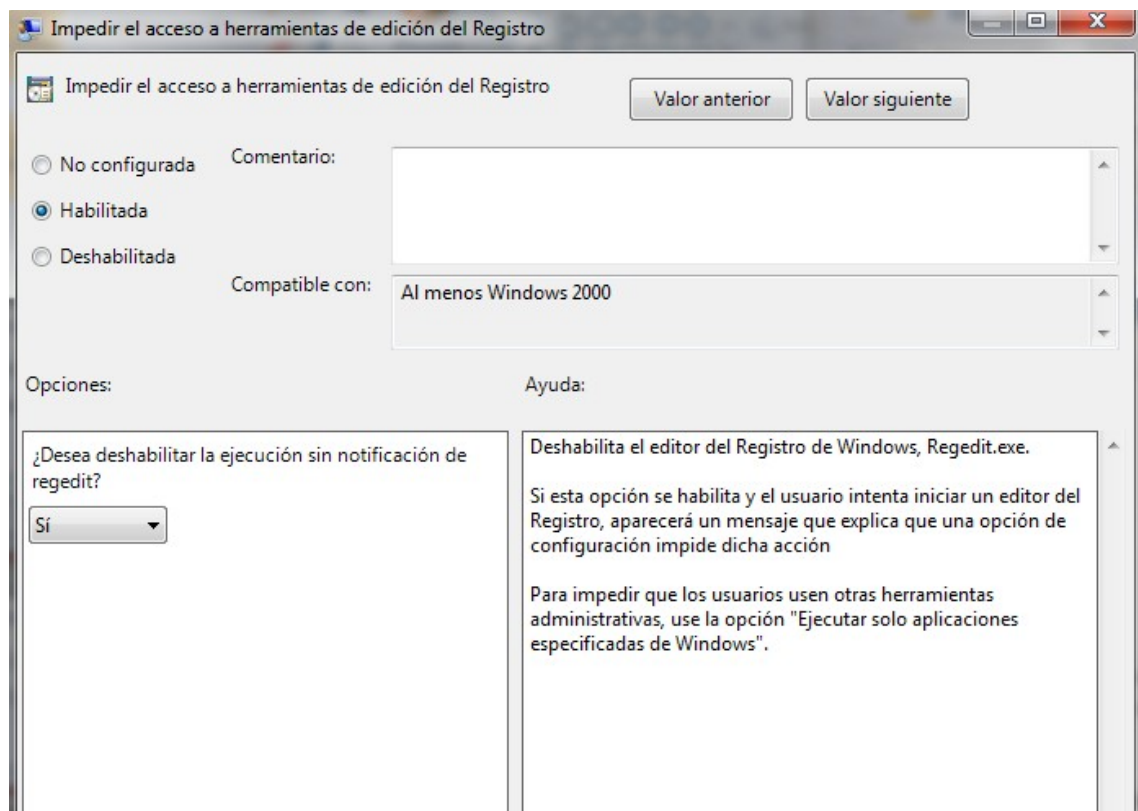 Impedir el acceso a herramientas de edición del Registro
Impedir el acceso a herramientas de edición del Registro
Valor anterior
Valor siguiente
No configurada
Habilitada
Deshabilitada
Comentario:
Compatible con:
Al menos Windows 2000
Opciones:
Ayuda:
¿Desea deshabilitar la ejecución sin notificación de
regedit?
Sí
Deshabilita el editor del Registro de Windows, Regedit.exe.
Si esta opción se habilita y el usuario intenta iniciar un editor del
Registro, aparecerá un mensaje que explica que una opción de
configuración impide dicha acción
Para impedir que los usuarios usen otras herramientas
administrativas, use la opción "Ejecutar solo aplicaciones
especificadas de Windows".